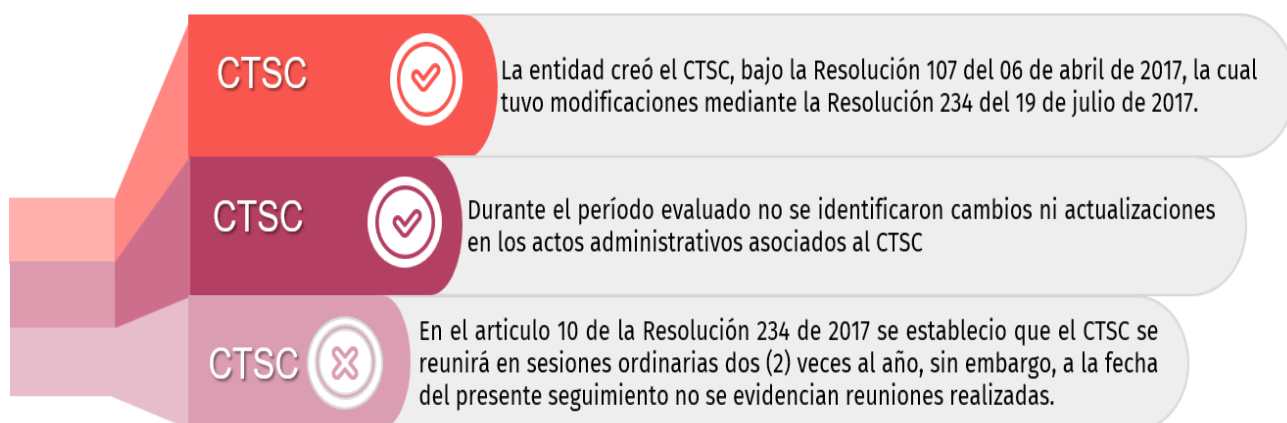 CTSC
La entidad creó el CTSC, bajo la Resolución 107 del 06 de abril de 2017, la cual
tuvo modificaciones mediante la Resolución 234 del 19 de julio de 2017.
CTSC
Durante el período evaluado no se identificaron cambios ni actualizaciones
en los actos administrativos asociados al CTSC
CTSC
En el articulo 10 de la Resolución 234 de 2017 se establecio que el CTSC se
reunirá en sesiones ordinarias dos (2) veces al año, sin embargo, a la fecha
del presente seguimiento no se evidencian reuniones realizadas.